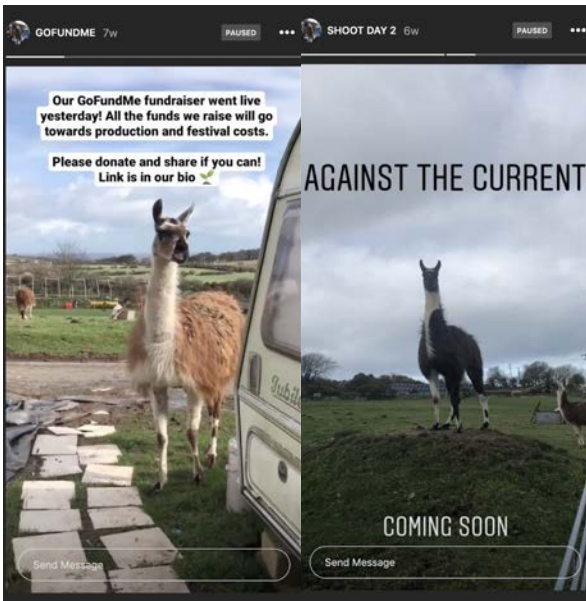 GOFUNDME 7w
PAUSED
Our GoFundMe fundraiser went live
yesterday! All the funds we raise will go
towards production and festival costs.
Please donate and share if you can!
Link is in our bio 🌱
Jubile
Send Message
SHOOT DAY 2 6w
PAUSED
AGAINST THE CURRENT
COMING SOON
Send Message